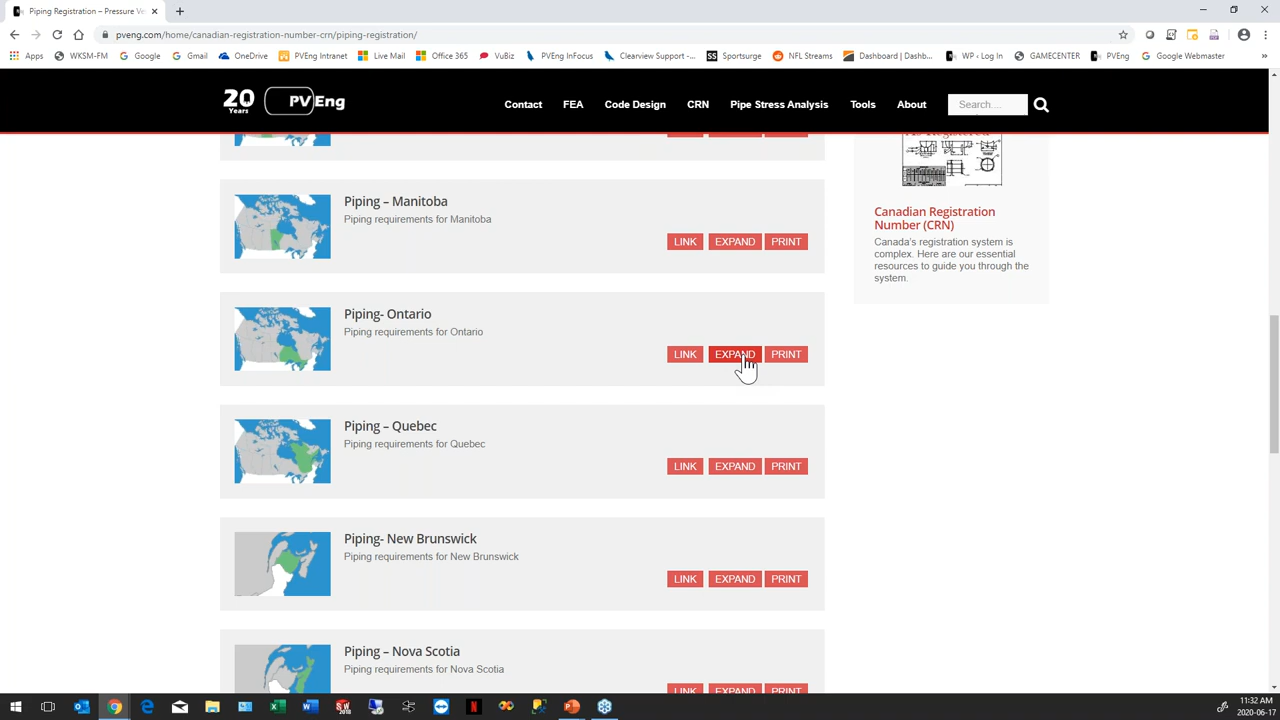 Piping Registration – Pressure Ve
pveng.com/home/canadian-registration-number-crn/piping-registration/
Apps WKSM-FM Google Gmail OneDrive PVEng Intranet Live Mail Office 365 VuBiz PVEng InFocus Clearview Support -... Sportsurge NFL Streams Dashboard | Dashb... WP ‹ Log In GAMECENTER PVEng Google Webmaster »
20 Years PVEng
Contact FEA Code Design CRN Pipe Stress Analysis Tools About Search....
Piping – Manitoba
Piping requirements for Manitoba
LINK EXPAND PRINT
Piping- Ontario
Piping requirements for Ontario
LINK EXPAND PRINT
Piping – Quebec
Piping requirements for Quebec
LINK EXPAND PRINT
Piping- New Brunswick
Piping requirements for New Brunswick
LINK EXPAND PRINT
Piping – Nova Scotia
Piping requirements for Nova Scotia
LINK EXPAND PRINT
As Registered
Canadian Registration
Number (CRN)
Canada's registration system is
complex. Here are our essential
resources to guide you through the
system.
11:32 AM
2020-06-17